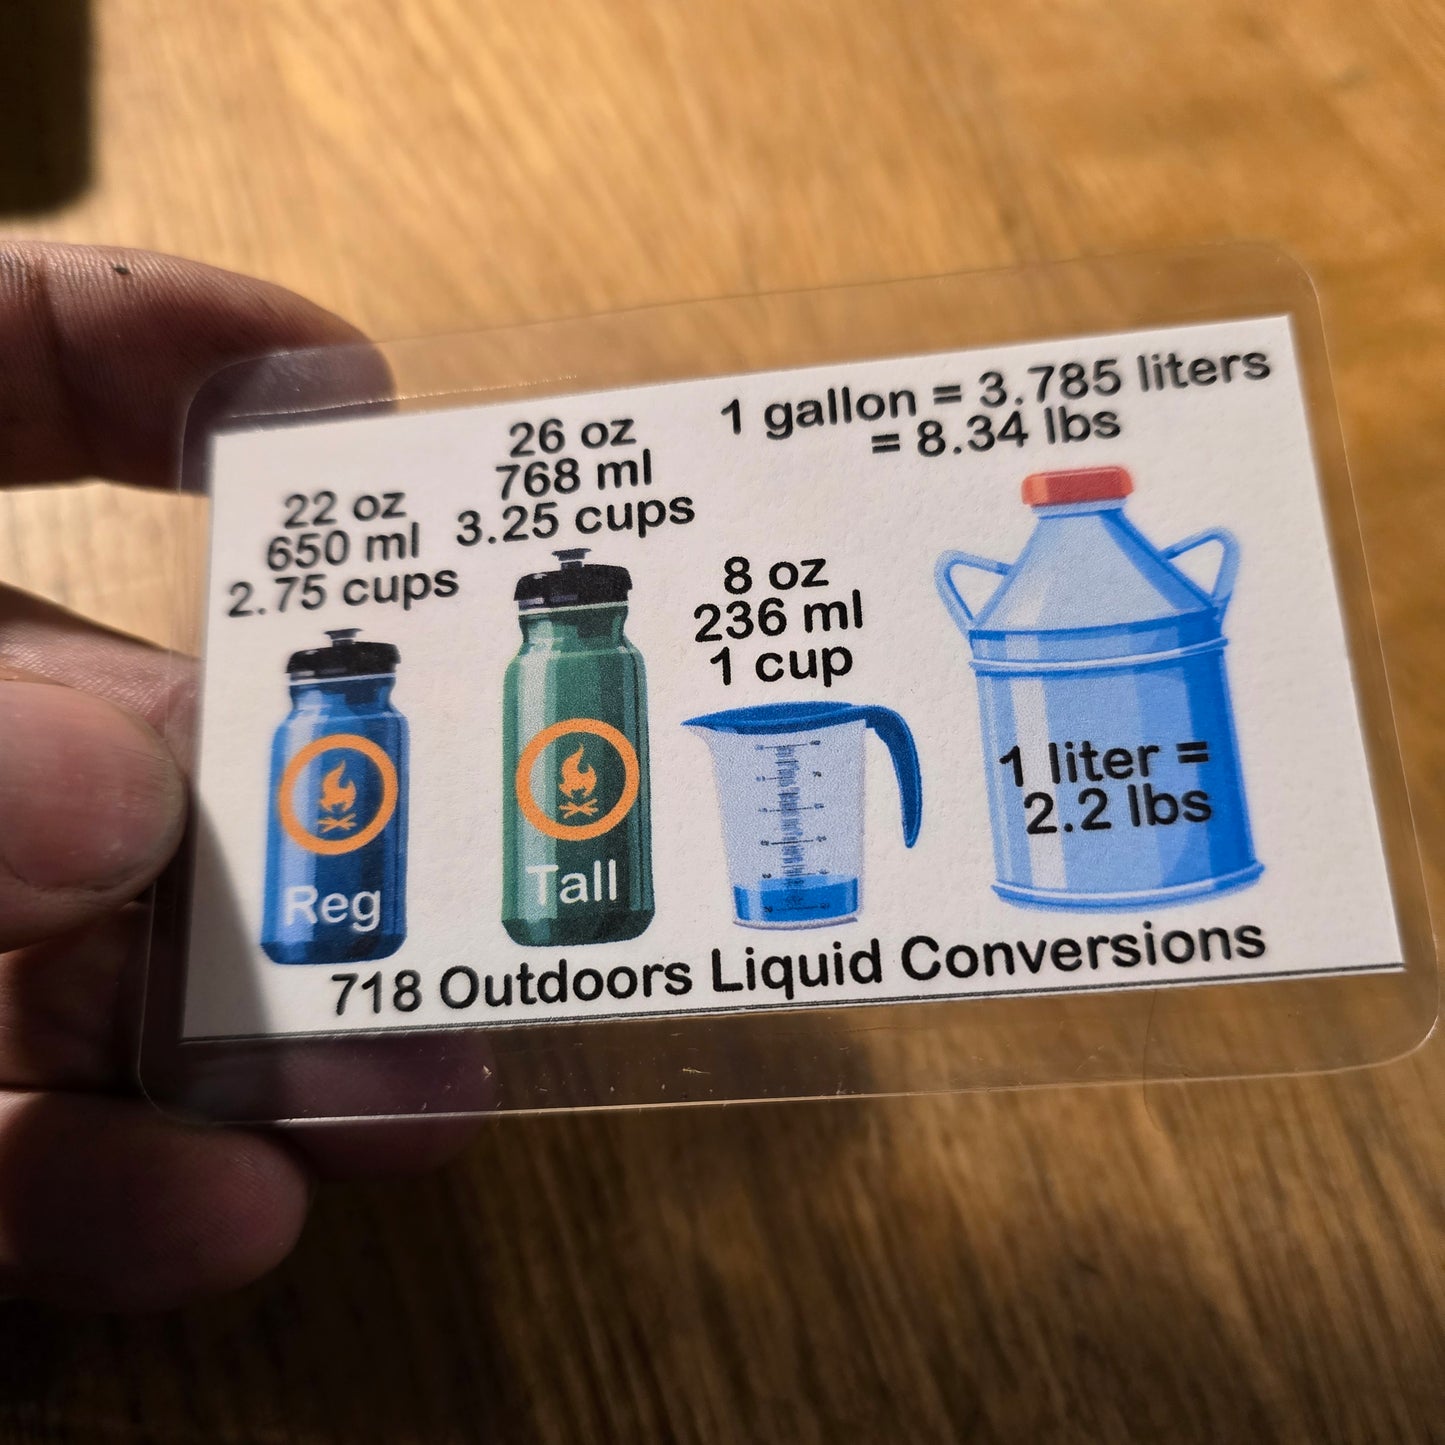 22 oz
650 ml
2.75 cups
Reg
26 oz
768 ml
3.25 cups
Tall
8 oz
236 ml
1 cup
1 gallon = 3.785 liters
= 8.34 lbs
1 liter =
2.2 lbs
718 Outdoors Liquid Conversions